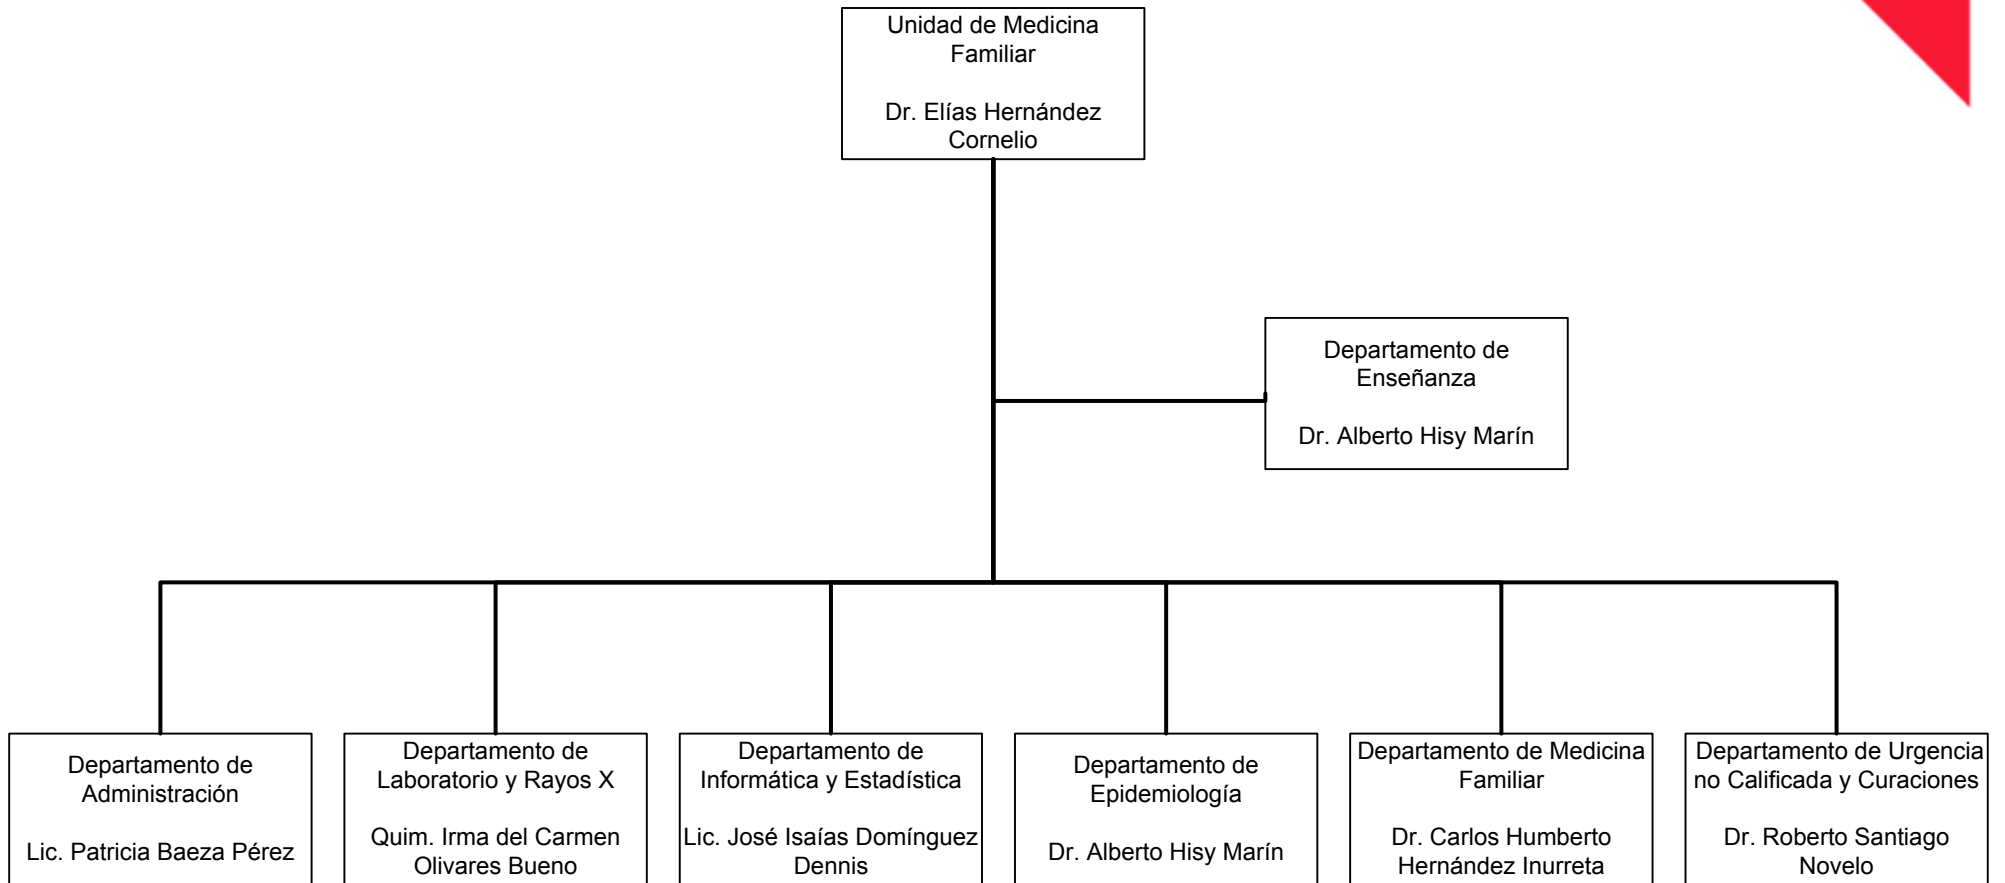 Unidad de Medicina
Familiar
Dr. Elías Hernández
Cornelio
Departamento de
Enseñanza
Dr. Alberto Hisy Marín
Departamento de
Administración
Lic. Patricia Baeza Pérez
Departamento de
Laboratorio y Rayos X
Quim. Irma del Carmen
Olivares Bueno
Departamento de
Informática y Estadística
Lic. José Isaías Domínguez
Dennis
Departamento de
Epidemiología
Dr. Alberto Hisy Marín
Departamento de Medicina
Familiar
Dr. Carlos Humberto
Hernández Inurreta
Departamento de Urgencia
no Calificada y Curaciones
Dr. Roberto Santiago
Novelo